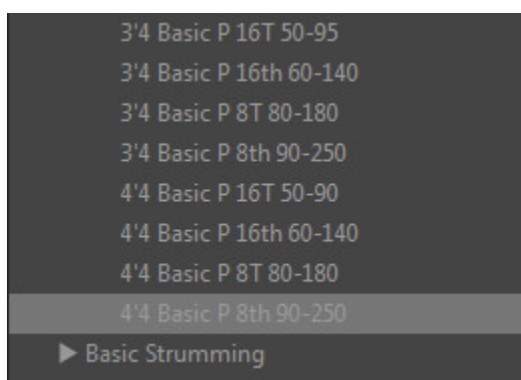 3'4 Basic P 16T 50-95
3'4 Basic P 16th 60-140
3'4 Basic P 8T 80-180
3'4 Basic P 8th 90-250
4'4 Basic P 16T 50-90
4'4 Basic P 16th 60-140
4'4 Basic P 8T 80-180
4'4 Basic P 8th 90-250
Basic Strumming